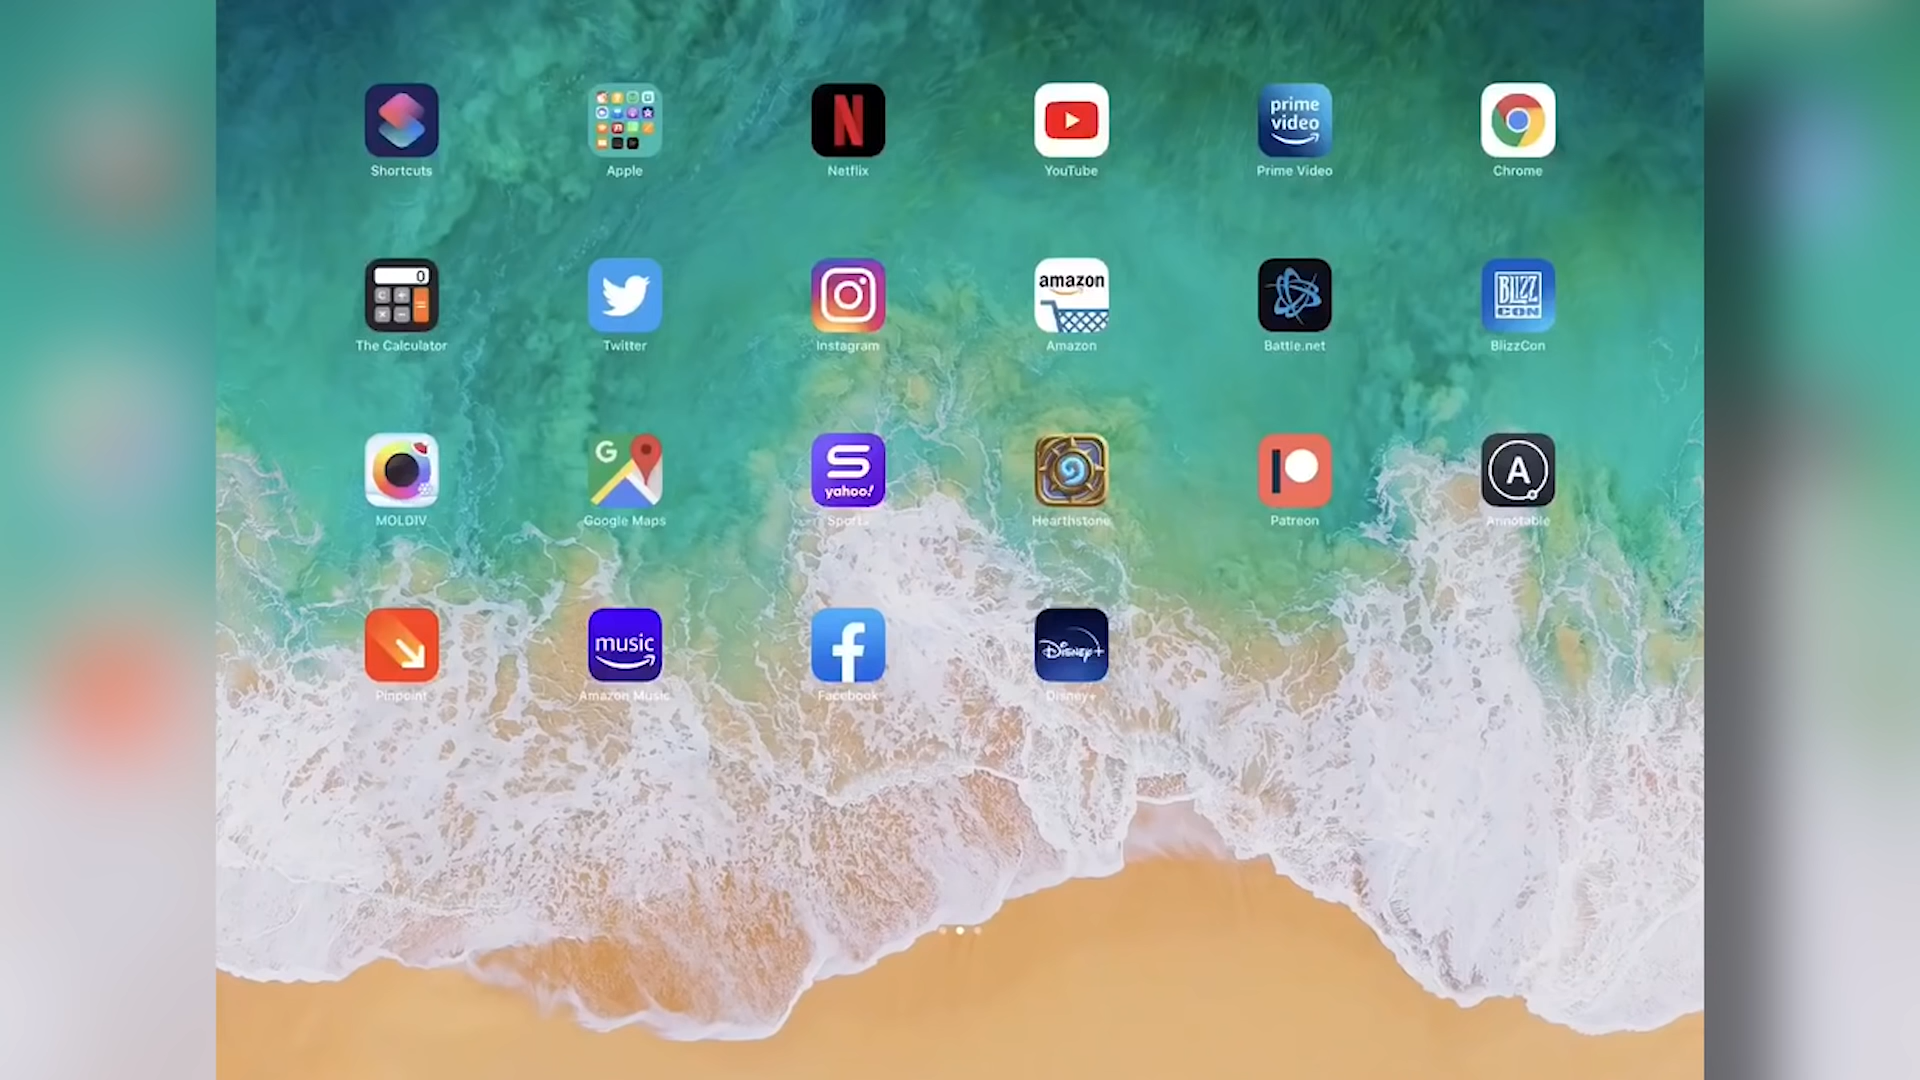 N
prime
video
Shortcuts
Apple
Netflix
YouTube
Prime Video
Chrome
0
C
amazon
BLIZZ
CON
The Calculator
Twitter
Instagram
Amazon
Battle.net
BlizzCon
G
S
yahoo!
A
MOLDIV
Google Maps
Sports
Hearthstone
Patreon
Annotable
music
f
Disney+
Pinpoint
Amazon Music
Facebook
Disney+